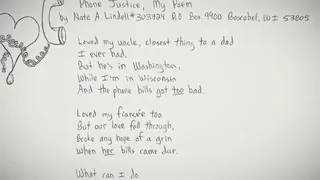 Phone Justice, My Poem
by Nate A. Lindell #303724 P.O. Box 9900 Boscobel, WI 53805
Loved my uncle, closest thing to a dad
I ever had.
But he's in Washington,
While I'm in Wisconsin
And the phone bills got too bad.
Loved my fiancée too
But our love fell through,
Broke any hope of a grin
When her bills came due.
What can I do